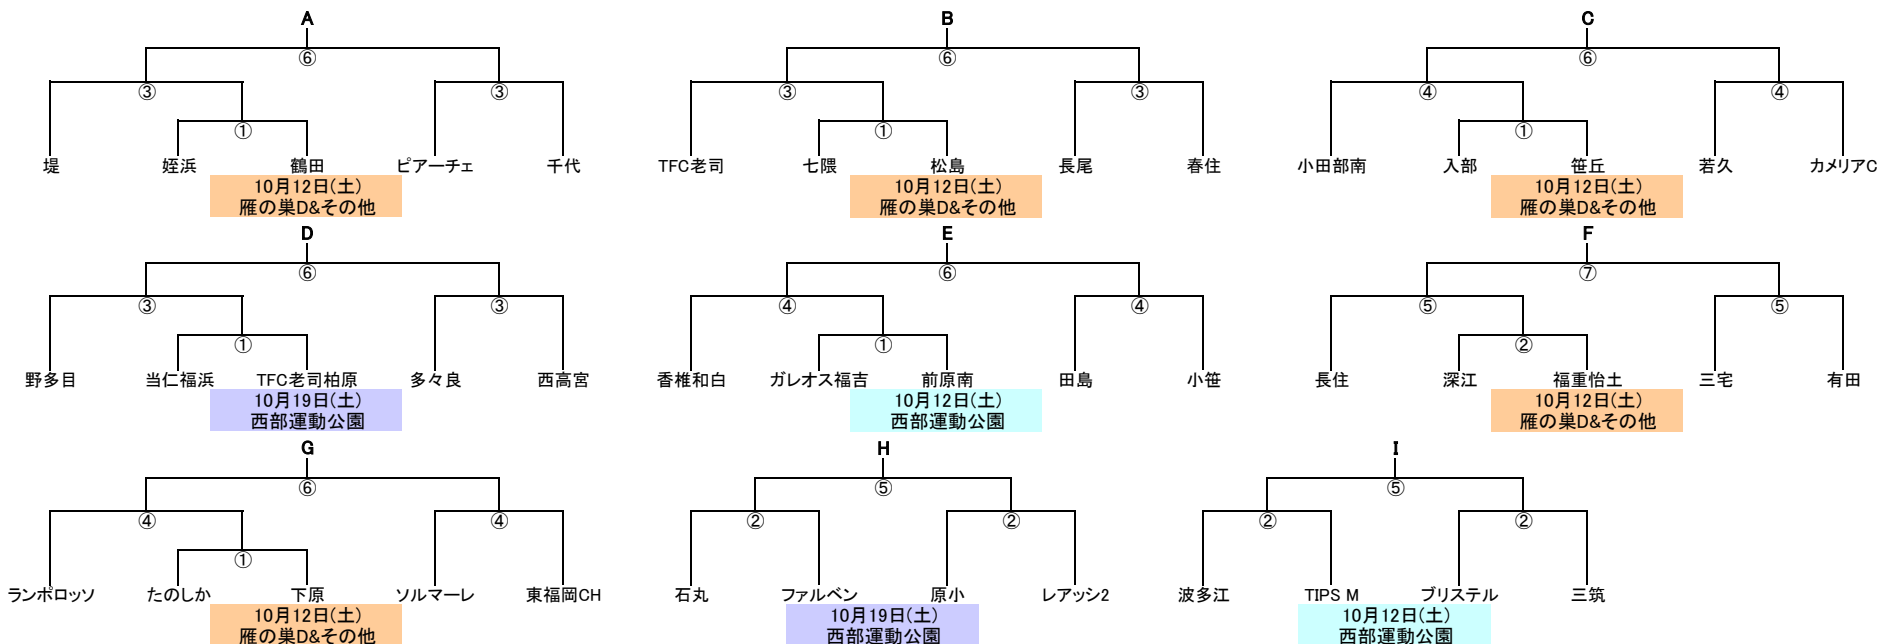 A B C
⑥ ⑥ ⑥
③ ③ ③ ③ ④ ④
① ① ①
堤 姪浜 鶴田 ピアーチェ 千代 TFC老司 七隈 松島 長尾 春住 小田部南 入部 笹丘 若久 カメリアC
10月12日(土) 10月12日(土) 10月12日(土)
雁の巣D&その他 雁の巣D&その他 雁の巣D&その他
D E F
⑥ ⑥ ⑦
③ ③ ④ ④ ⑤ ⑤
① ① ②
野多目 当仁福浜 TFC老司柏原 多々良 西高宮 香椎和白 ガレオス福吉 前原南 田島 小笹 長住 深江 福重怡土 三宅 有田
10月19日(土) 10月12日(土) 10月12日(土)
西部運動公園 西部運動公園 雁の巣D&その他
G H I
⑥ ⑤ ⑤
④ ④ ② ② ② ②
①
ランポロッソ たのしか 下原 ソルマーレ 東福岡CH 石丸 ファルベン 原小 レアッシ2 波多江 TIPS M ブリステル 三筑
10月12日(土) 10月19日(土) 10月12日(土)
雁の巣D&その他 西部運動公園 西部運動公園